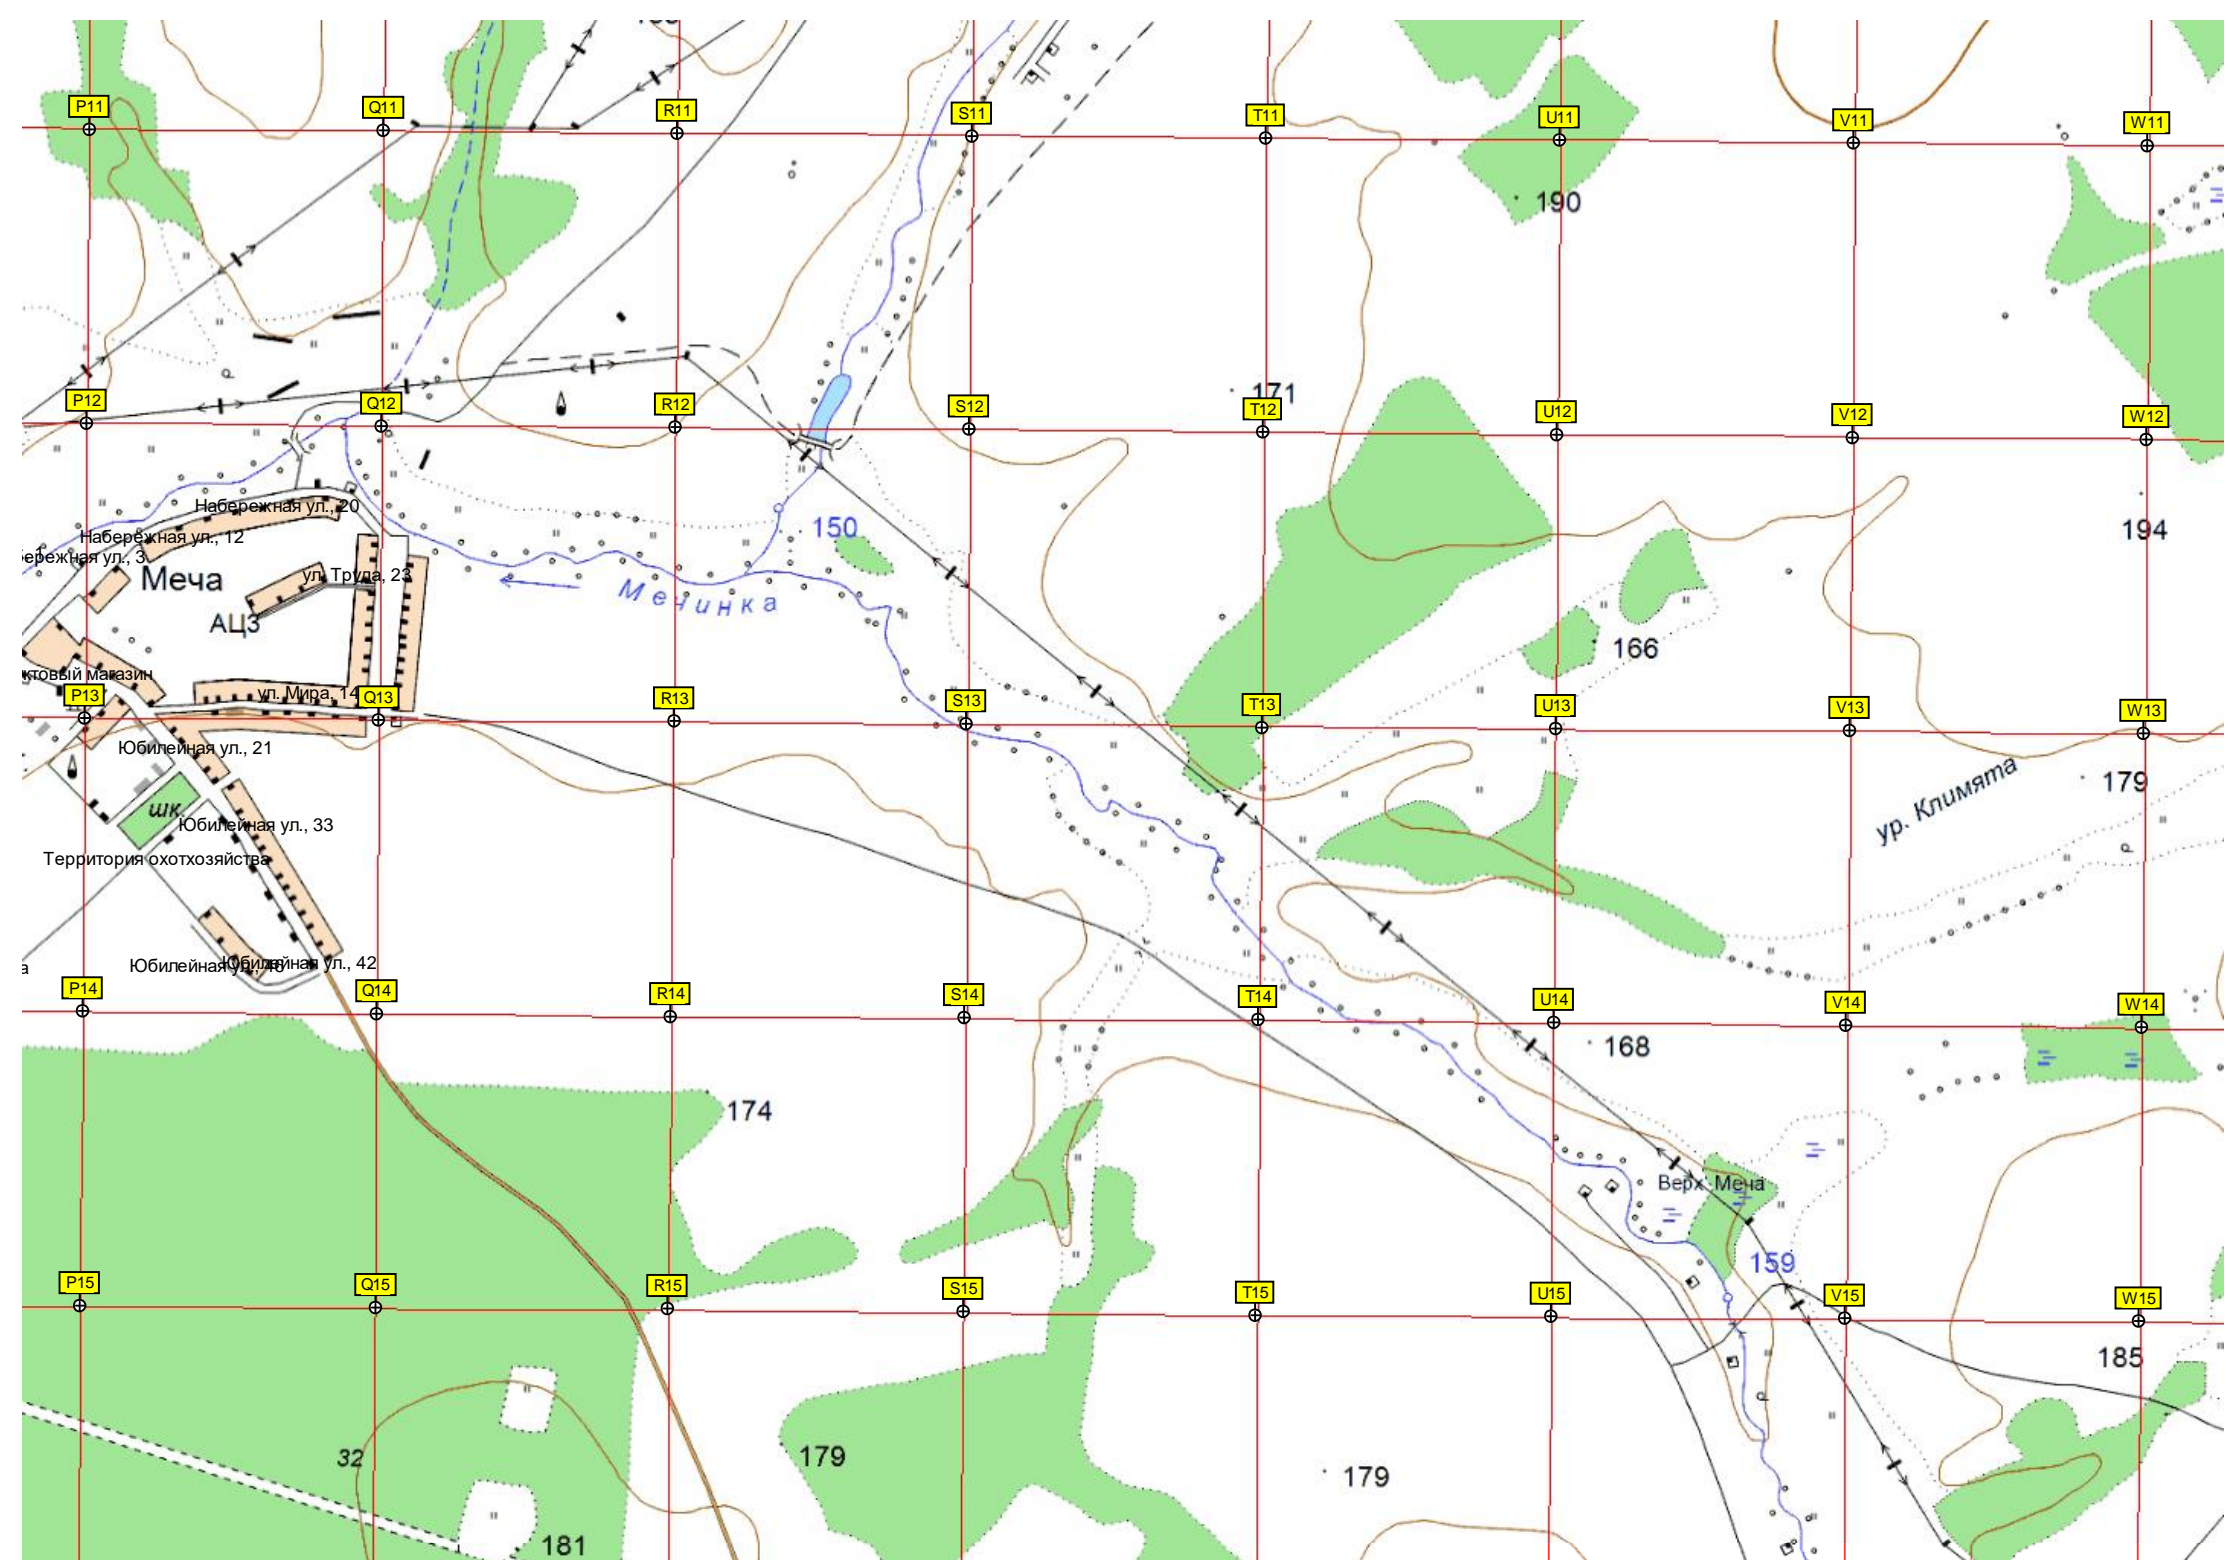 P11
Q11
R11
S11
T11
U11
V11
W11
190
P12
Q12
R12
S12
171
T12
U12
V12
W12
Набережная ул., 20
Набережная ул., 12
ережная ул., 3
150
194
Меча
ул. Труда, 23
Мечинка
АЦЗ
166
ктовый магазин
ул. Мира, 14
P13
Q13
R13
S13
T13
U13
V13
W13
Юбилейная ул., 21
ур. Климята
179
шк.
Юбилейная ул., 33
Территория охотхозяйства
а
Юбилейная ул., 42
P14
Q14
R14
S14
T14
U14
V14
W14
168
174
Верх. Меча
159
P15
Q15
R15
S15
T15
U15
V15
W15
185
32
179
179
181